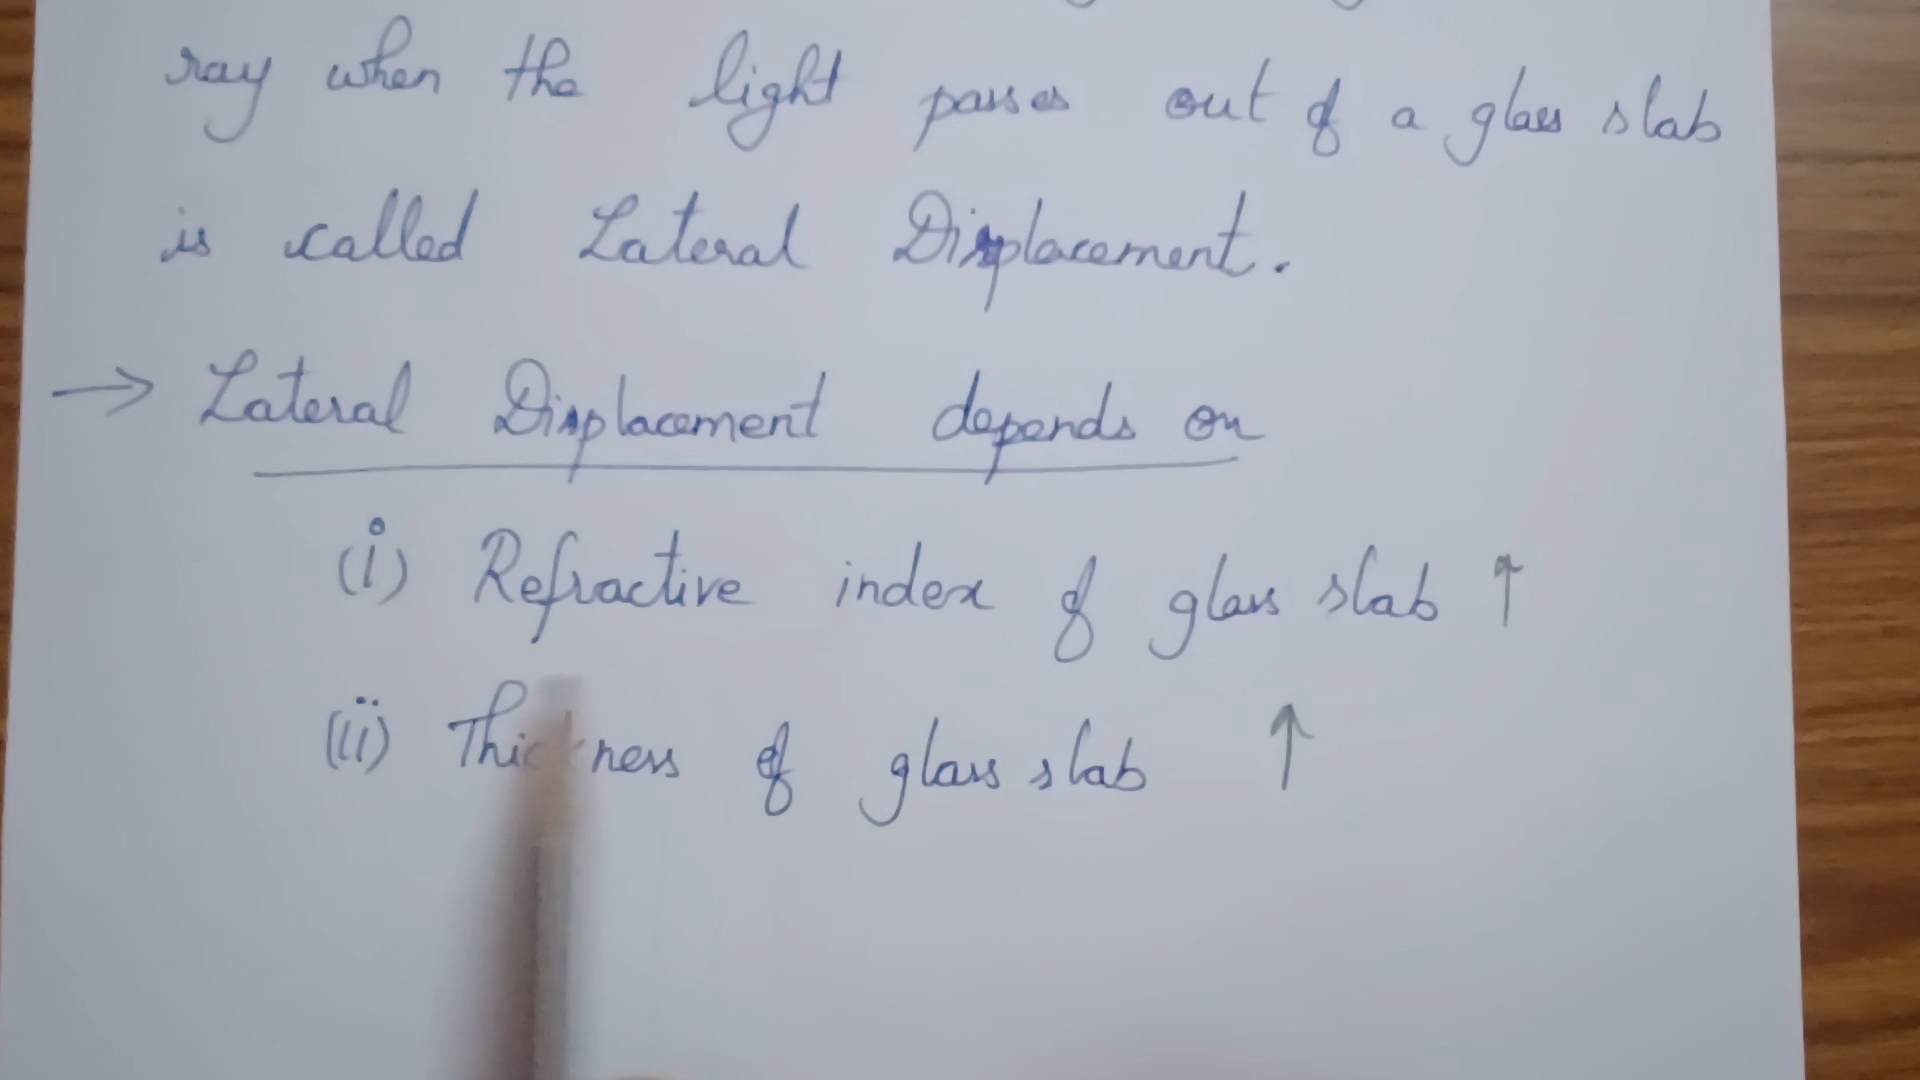 ray when the light passes out of a glass slab
is called Lateral Displacement.
→ Lateral Displacement depends on
(i) Refractive index of glass slab ↑
(ii) Thickness of glass slab ↑